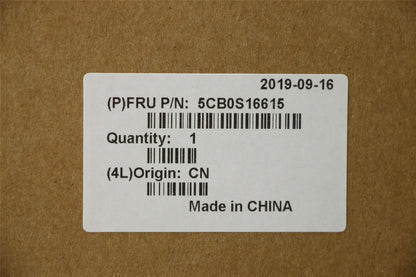 2019-09-16
(P)FRU P/N: 5CB0S16615
Quantity: 1
(4L)Origin: CN
Made in CHINA